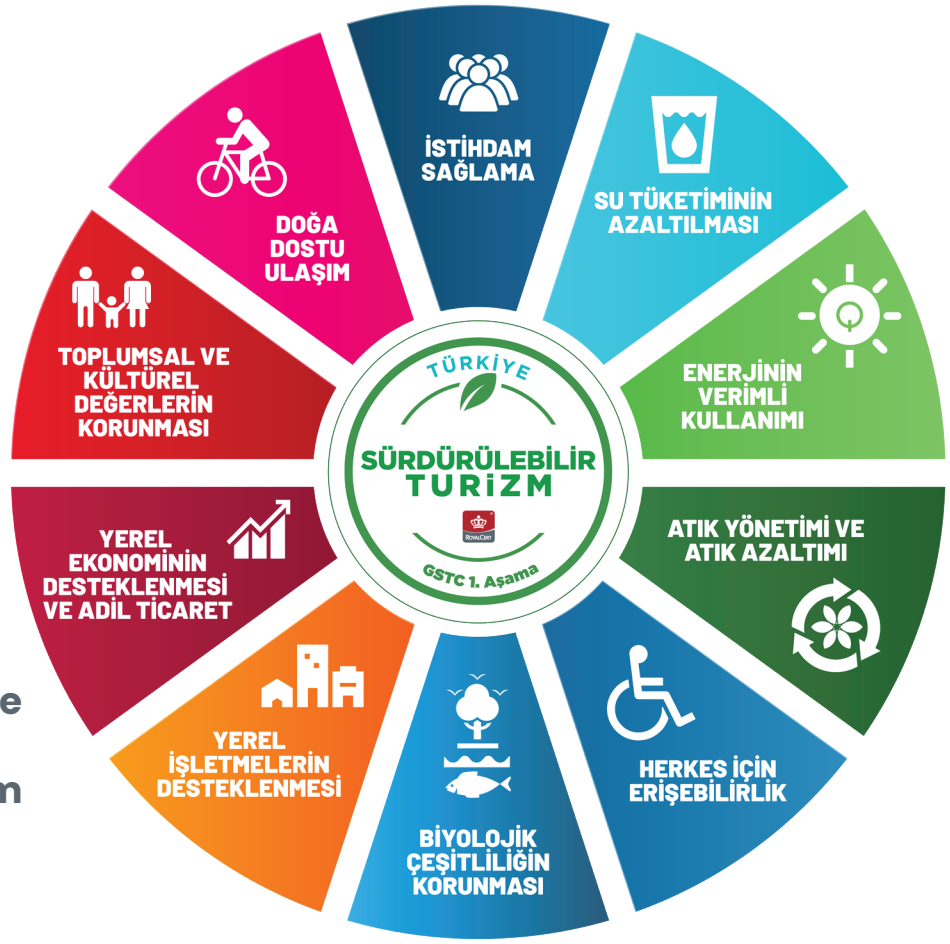 İSTİHDAM
SAĞLAMA
SU TÜKETİMİNİN
AZALTILMASI
ENERJİNİN
VERİMLİ
KULLANIMI
ATIK YÖNETİMİ VE
ATIK AZALTIMI
HERKES İÇİN
ERİŞEBİLİRLİK
BİYOLOJİK
ÇEŞİTLİLİĞİN
KORUNMASI
YEREL
İŞLETMELERİN
DESTEKLENMESİ
YEREL
EKONOMİNİN
DESTEKLENMESİ
VE ADİL TİCARET
TOPLUMSAL VE
KÜLTÜREL
DEĞERLERİN
KORUNMASI
DOĞA
DOSTU
ULAŞIM
TÜRKİYE
SÜRDÜRÜLEBİLİR
TURİZM
ROYALCERT
GSTC 1. Aşama
e